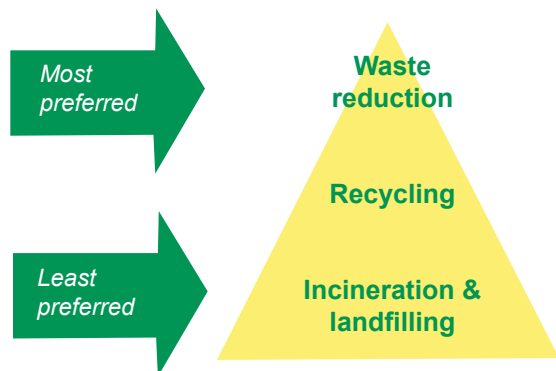 Most
preferred
Waste
reduction
Recycling
Least
preferred
Incineration &
landfilling